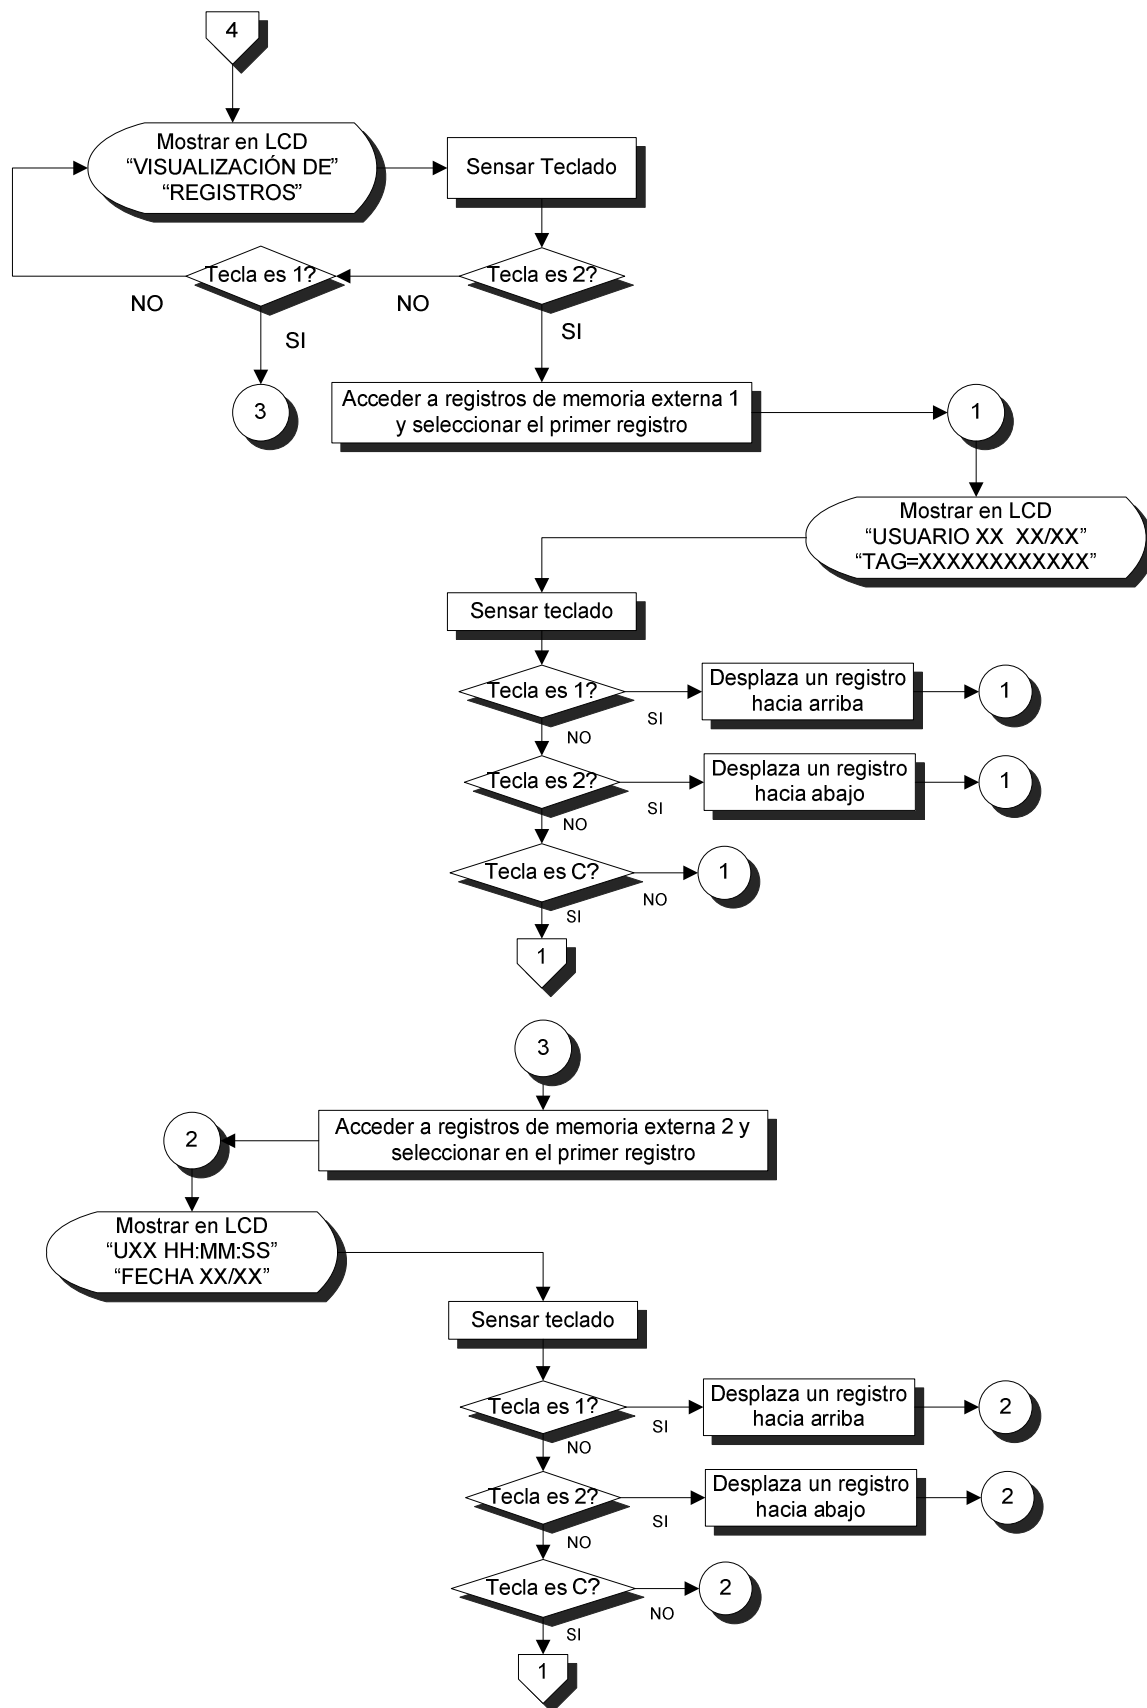 4
Mostrar en LCD
“VISUALIZACIÓN DE”
“REGISTROS”
Sensar Teclado
Tecla es 1?
Tecla es 2?
NO
NO
SI
SI
3
Acceder a registros de memoria externa 1
y seleccionar el primer registro
1
Mostrar en LCD
“USUARIO XX  XX/XX”
“TAG=XXXXXXXXXXXX”
Sensar teclado
Tecla es 1?
SI
Desplaza un registro
hacia arriba
1
NO
Tecla es 2?
SI
Desplaza un registro
hacia abajo
1
NO
Tecla es C?
NO
1
SI
1
3
Acceder a registros de memoria externa 2 y
seleccionar en el primer registro
2
Mostrar en LCD
“UXX HH:MM:SS”
“FECHA XX/XX”
Sensar teclado
Tecla es 1?
SI
Desplaza un registro
hacia arriba
2
NO
Tecla es 2?
SI
Desplaza un registro
hacia abajo
2
NO
Tecla es C?
NO
2
SI
1